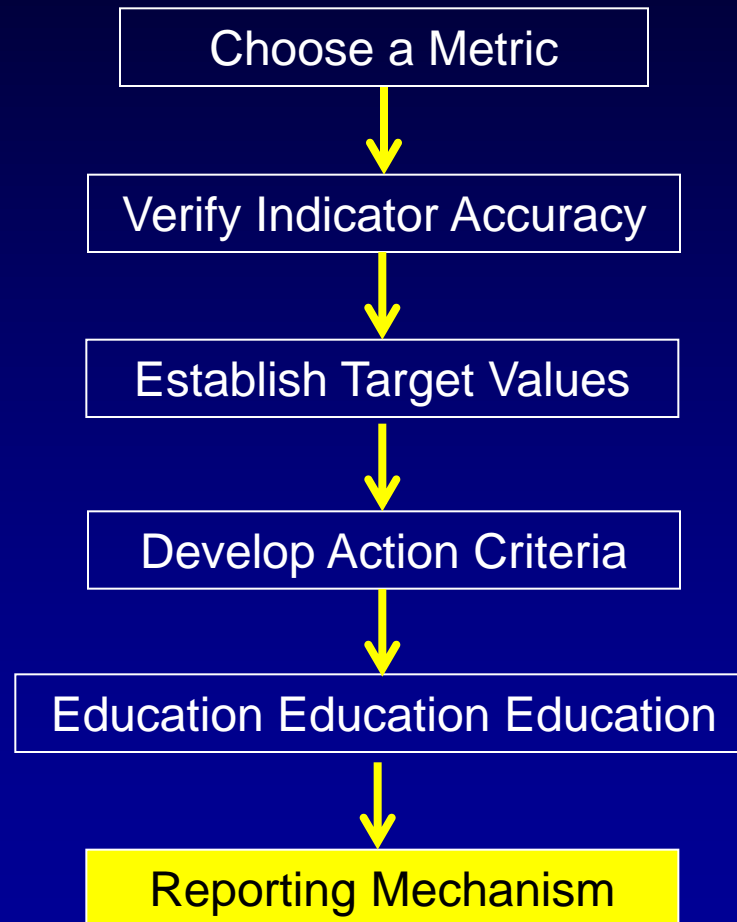 Choose a Metric
Verify Indicator Accuracy
Establish Target Values
Develop Action Criteria
Education Education Education
Reporting Mechanism